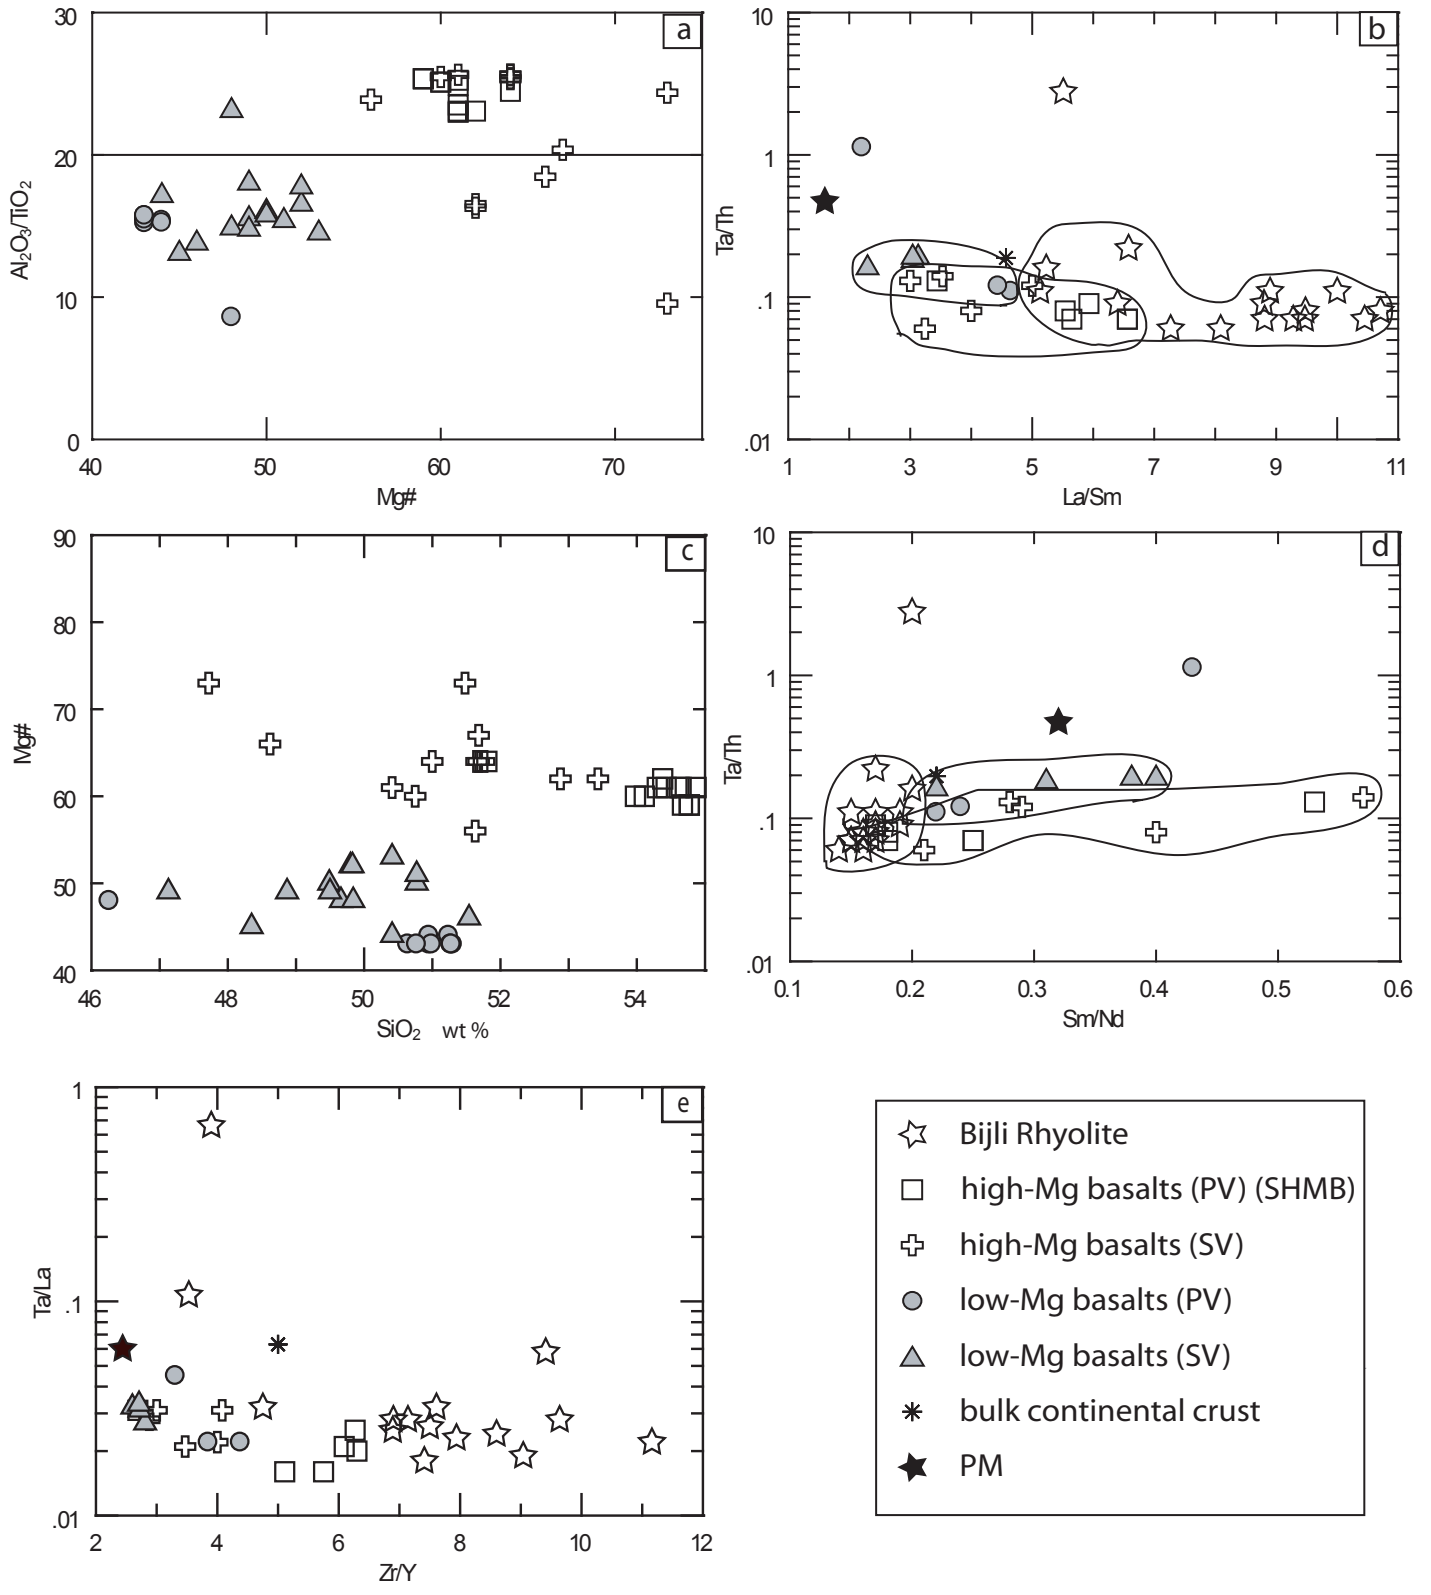 30
20
10
0
Al₂O₃/TiO₂
a
40 50 60 70
Mg#
10
1
.1
.01
Ta/Th
b
1 3 5 7 9 11
La/Sm
90
80
70
60
50
40
Mg#
c
46 48 50 52 54
SiO₂ wt %
10
1
.1
.01
Ta/Th
d
0.1 0.2 0.3 0.4 0.5 0.6
Sm/Nd
1
.1
.01
Ta/La
e
2 4 6 8 10 12
Zr/Y
Bijli Rhyolite
high-Mg basalts (PV) (SHMB)
high-Mg basalts (SV)
low-Mg basalts (PV)
low-Mg basalts (SV)
bulk continental crust
PM